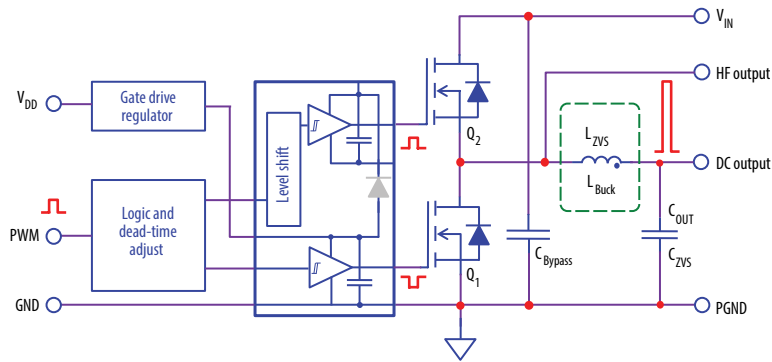 V_IN
HF output
V_DD
Gate drive
regulator
Level shift
Q_2
L_ZVS
L_Buck
DC output
PWM
Logic and
dead-time
adjust
C_OUT
C_ZVS
C_Bypass
Q_1
GND
PGND